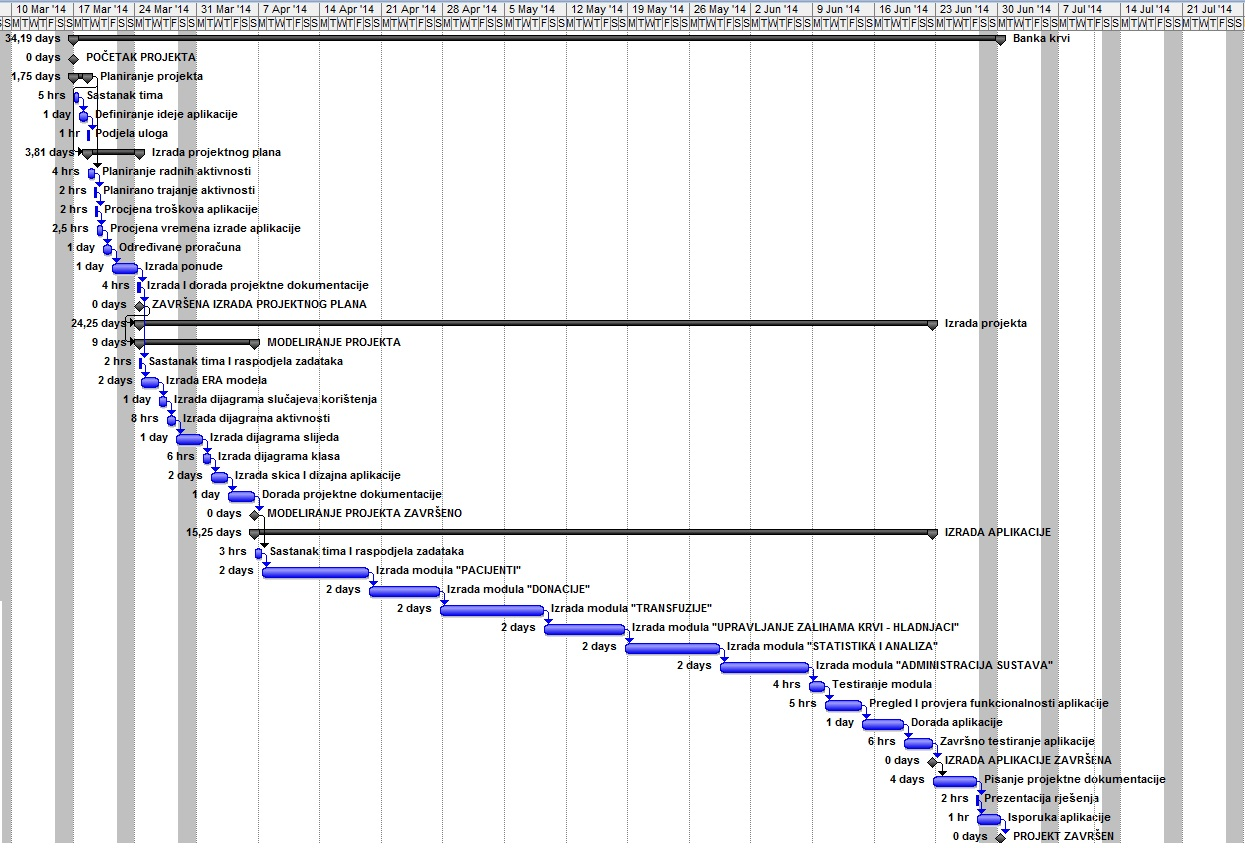 10 Mar '14 17 Mar '14 24 Mar '14 31 Mar '14 7 Apr '14 14 Apr '14 21 Apr '14 28 Apr '14 5 May '14 12 May '14 19 May '14 26 May '14 2 Jun '14 9 Jun '14 16 Jun '14 23 Jun '14 30 Jun '14 7 Jul '14 14 Jul '14 21 Jul '14
S M T W T F S S M T W T F S S M T W T F S S M T W T F S S M T W T F S S M T W T F S S M T W T F S S M T W T F S S M T W T F S S M T W T F S S M T W T F S S M T W T F S S M T W T F S S M T W T F S S M T W T F S S M T W T F S S M T W T F S S M T W T F S S M T W T F S S M T W T F S S M T W T F S S
34,19 days Banka krvi
0 days POČETAK PROJEKTA
1,75 days Planiranje projekta
5 hrs Sastanak tima
1 day Definiranje ideje aplikacije
1 hr Podjela uloga
3,81 days Izrada projektnog plana
4 hrs Planiranje radnih aktivnosti
2 hrs Planirano trajanje aktivnosti
2 hrs Procjena troškova aplikacije
2,5 hrs Procjena vremena izrade aplikacije
1 day Određivane proračuna
1 day Izrada ponude
4 hrs Izrada I dorada projektne dokumentacije
0 days ZAVRŠENA IZRADA PROJEKTNOG PLANA
24,25 days Izrada projekta
9 days MODELIRANJE PROJEKTA
2 hrs Sastanak tima I raspodjela zadataka
2 days Izrada ERA modela
1 day Izrada dijagrama slučajeva korištenja
8 hrs Izrada dijagrama aktivnosti
1 day Izrada dijagrama slijeda
6 hrs Izrada dijagrama klasa
2 days Izrada skica I dizajna aplikacije
1 day Dorada projektne dokumentacije
0 days MODELIRANJE PROJEKTA ZAVRŠENO
15,25 days IZRADA APLIKACIJE
3 hrs Sastanak tima I raspodjela zadataka
2 days Izrada modula "PACIJENTI"
2 days Izrada modula "DONACIJE"
2 days Izrada modula "TRANSFUZIJE"
2 days Izrada modula "UPRAVLJANJE ZALIHAMA KRVI - HLADNJACI"
2 days Izrada modula "STATISTIKA I ANALIZA"
2 days Izrada modula "ADMINISTRACIJA SUSTAVA"
4 hrs Testiranje modula
5 hrs Pregled I provjera funkcionalnosti aplikacije
1 day Dorada aplikacije
6 hrs Završno testiranje aplikacije
0 days IZRADA APLIKACIJE ZAVRŠENA
4 days Pisanje projektne dokumentacije
2 hrs Prezentacija rješenja
1 hr Isporuka aplikacije
0 days PROJEKT ZAVRŠEN